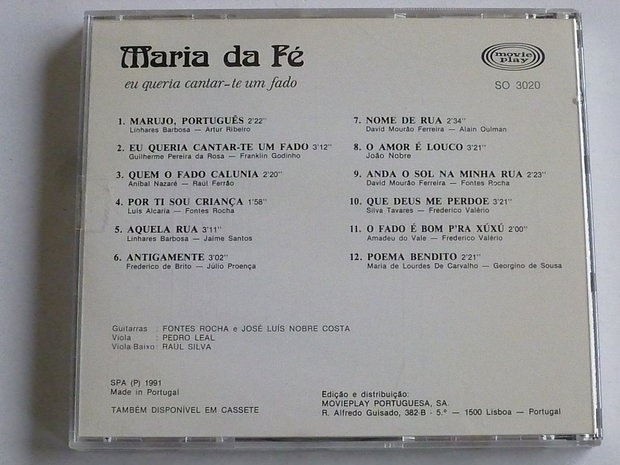 Maria da Fé
eu queria cantar-te um fado
movie
play
SO 3020
1. MARUJO, PORTUGUÊS 2'22"
Linhares Barbosa — Artur Ribeiro
2. EU QUERIA CANTAR-TE UM FADO 3'12"
Guilherme Pereira da Rosa — Franklin Godinho
3. QUEM O FADO CALUNIA 2'20"
Anibal Nazaré — Raúl Ferrão
4. POR TI SOU CRIANÇA 1'58"
Luis Alcaria — Fontes Rocha
5. AQUELA RUA 3'11"
Linhares Barbosa — Jaime Santos
6. ANTIGAMENTE 3'02"
Frederico de Brito — Júlio Proença
7. NOME DE RUA 2'34"
David Mourão Ferreira — Alain Oulman
8. O AMOR É LOUCO 3'21"
João Nobre
9. ANDA O SOL NA MINHA RUA 2'23"
David Mourão Ferreira — Fontes Rocha
10. QUE DEUS ME PERDOE 3'21"
Silva Tavares — Frederico Valério
11. O FADO É BOM P'RA XÚXÚ 2'00"
Amadeu do Vale — Frederico Valério
12. POEMA BENDITO 2'21"
Maria de Lourdes De Carvalho — Georgino de Sousa
Guitarras : FONTES ROCHA e JOSÉ LUÍS NOBRE COSTA
Viola : PEDRO LEAL
Viola-Baixo : RAÚL SILVA
SPA (P) 1991
Made in Portugal
TAMBÉM DISPONÍVEL EM CASSETE
Edição e distribuição:
MOVIEPLAY PORTUGUESA, SA.
R. Alfredo Guisado, 382-B - 5.º — 1500 Lisboa — Portugal